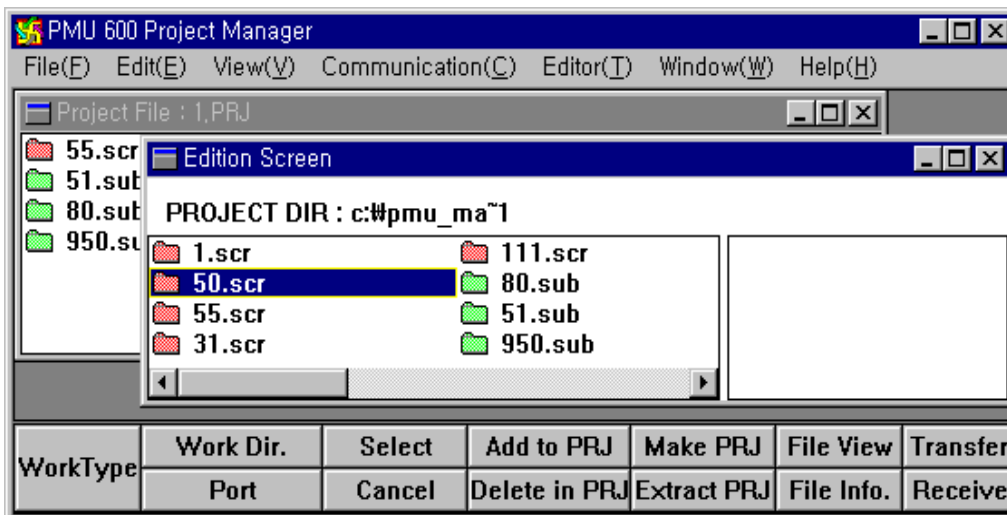 PMU 600 Project Manager
File(F) Edit(E) View(V) Communication(C) Editor(T) Window(W) Help(H)
Project File : 1,PRJ
55.scr
51.sub
80.sub
950.su
Edition Screen
PROJECT DIR : c:₩pmu_ma~1
1.scr 111.scr
50.scr 80.sub
55.scr 51.sub
31.scr 950.sub
WorkType Work Dir. Select Add to PRJ Make PRJ File View Transfer
Port Cancel Delete in PRJ Extract PRJ File Info. Receive